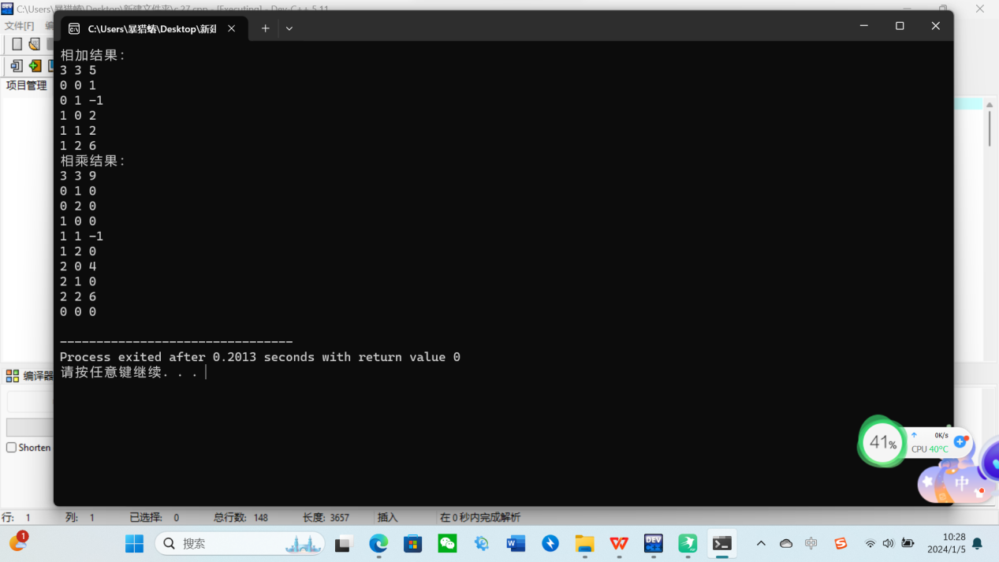 C:\Users\暴猎蝽\Desktop\新建文件夹\c 27.cpp - [Executing] - Dev-C++ 5.11
文件[F] 编
C:\Users\暴猎蝽\Desktop\新建
项目管理
相加结果：
3 3 5
0 0 1
0 1 -1
1 0 2
1 1 2
1 2 6
相乘结果：
3 3 9
0 1 0
0 2 0
1 0 0
1 1 -1
1 2 0
2 0 4
2 1 0
2 2 6
0 0 0
--------------------------------
Process exited after 0.2013 seconds with return value 0
请按任意键继续. . .
编译器
Shorten
41%
0K/s
CPU 40°C
中
行: 1 列: 1 已选择: 0 总行数: 148 长度: 3657 插入 在 0 秒内完成解析
1
搜索
DEV
中
10:28
2024/1/5